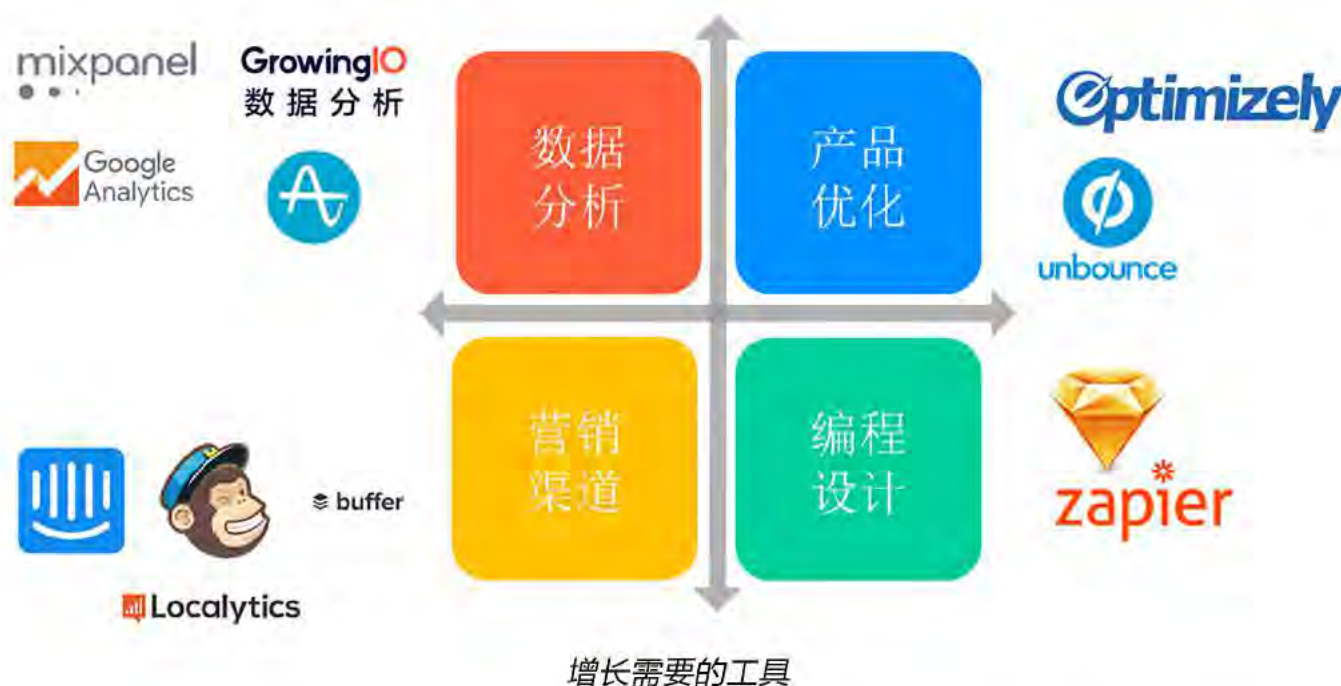 mixpanel
GrowingIO
数据分析
Google
Analytics
数据
分析
产品
优化
Optimizely
unbounce
营销
渠道
编程
设计
buffer
Localytics
zapier
增长需要的工具